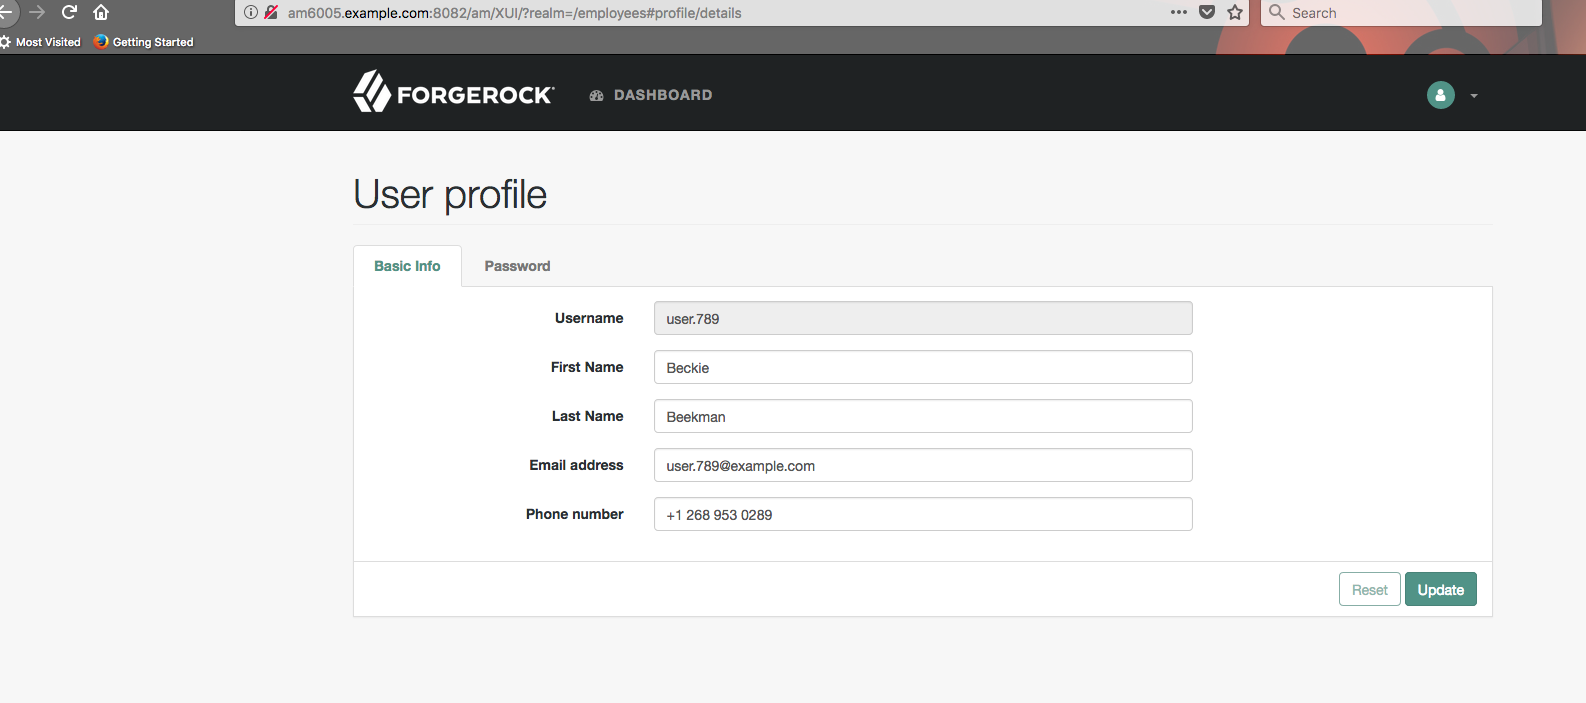 am6005.example.com:8082/am/XUI/?realm=/employees#profile/details
Search
Most Visited
Getting Started
FORGEROCK
DASHBOARD
User profile
Basic Info
Password
Username
user.789
First Name
Beckie
Last Name
Beekman
Email address
user.789@example.com
Phone number
+1 268 953 0289
Reset
Update